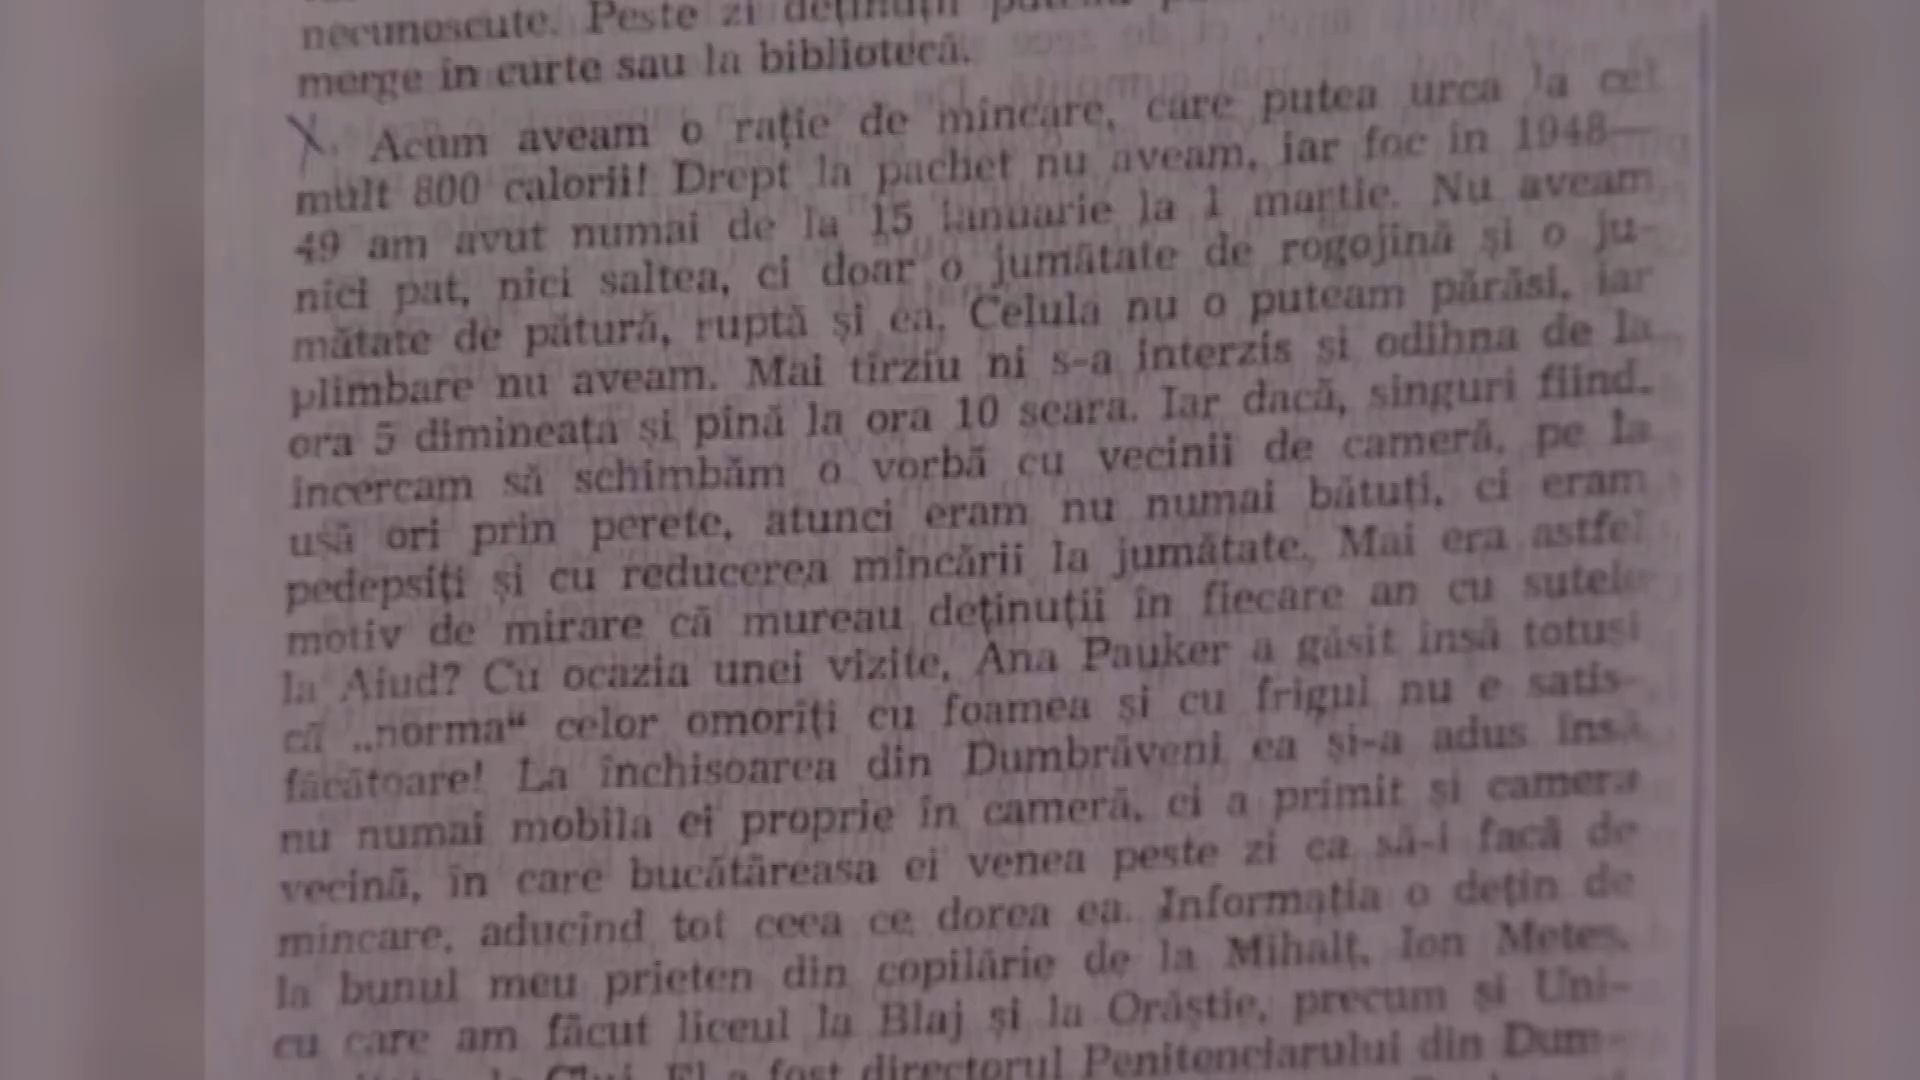 necunoscute. Peste zi deținuții
merge in curte sau la bibliotecă.
Acum aveam o rație de mincare, care putea urca la cel
mult 800 calorii! Drept la pachet nu aveam, iar foc in 1948—
49 am avut numai de la 15 ianuarie la 1 martie. Nu aveam
nici pat, nici saltea, ci doar o jumătate de rogojină și o ju-
mătate de pătură, ruptă și ea. Celula nu o puteam părăsi, iar
plimbare nu aveam. Mai tirziu ni s-a interzis și odihna de la
ora 5 dimineața și pină la ora 10 seara. Iar dacă, singuri fiind,
incercam să schimbăm o vorbă cu vecinii de cameră, pe la
ușă ori prin perete, atunci eram nu numai bătuți, ci eram
pedepsiți și cu reducerea mîncării la jumătate. Mai era astfel
motiv de mirare că mureau deținuții în fiecare an cu sutele
la Aiud? Cu ocazia unei vizite, Ana Pauker a găsit insă totuși
că „norma“ celor omoriți cu foamea și cu frigul nu e satis-
făcătoare! La închisoarea din Dumbrăveni ea și-a adus însă
nu numai mobila ei proprie în cameră, ci a primit și camera
vecină, în care bucătăreasa ei venea peste zi ca să-i facă de
mincare, aducînd tot ceea ce dorea ea. Informația o dețin de
la bunul meu prieten din copilărie de la Mihalț, Ion Meteș,
cu care am făcut liceul la Blaj și la Orăștie, precum și Uni-
Cluj. El a fost directorul Penitenciarului din Dum-